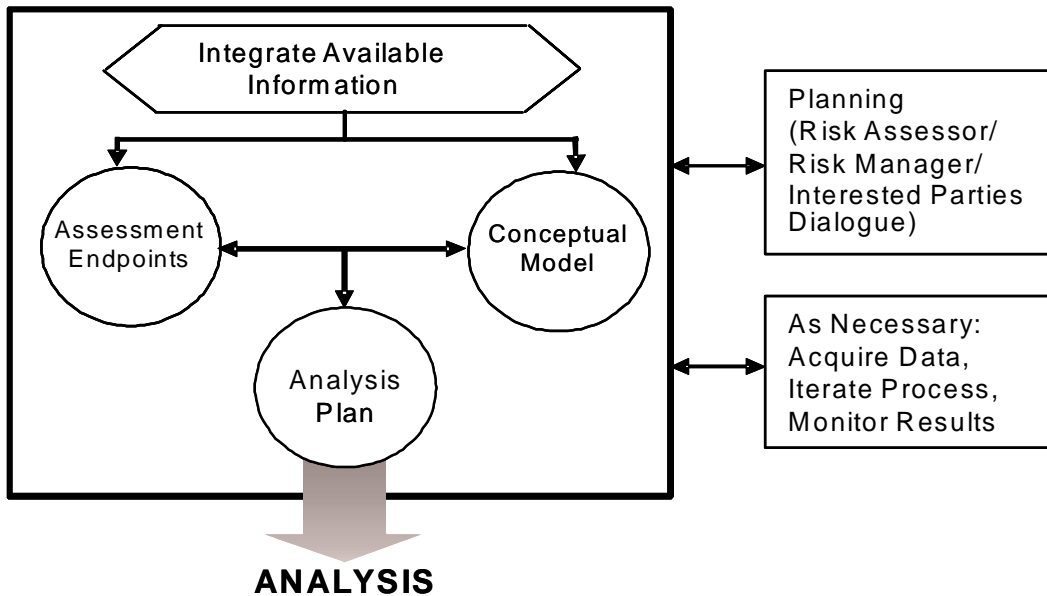 Integrate Available
Information
Assessment
Endpoints
Conceptual
Model
Analysis
Plan
ANALYSIS
Planning
(Risk Assessor/
Risk Manager/
Interested Parties
Dialogue)
As Necessary:
Acquire Data,
Iterate Process,
Monitor Results